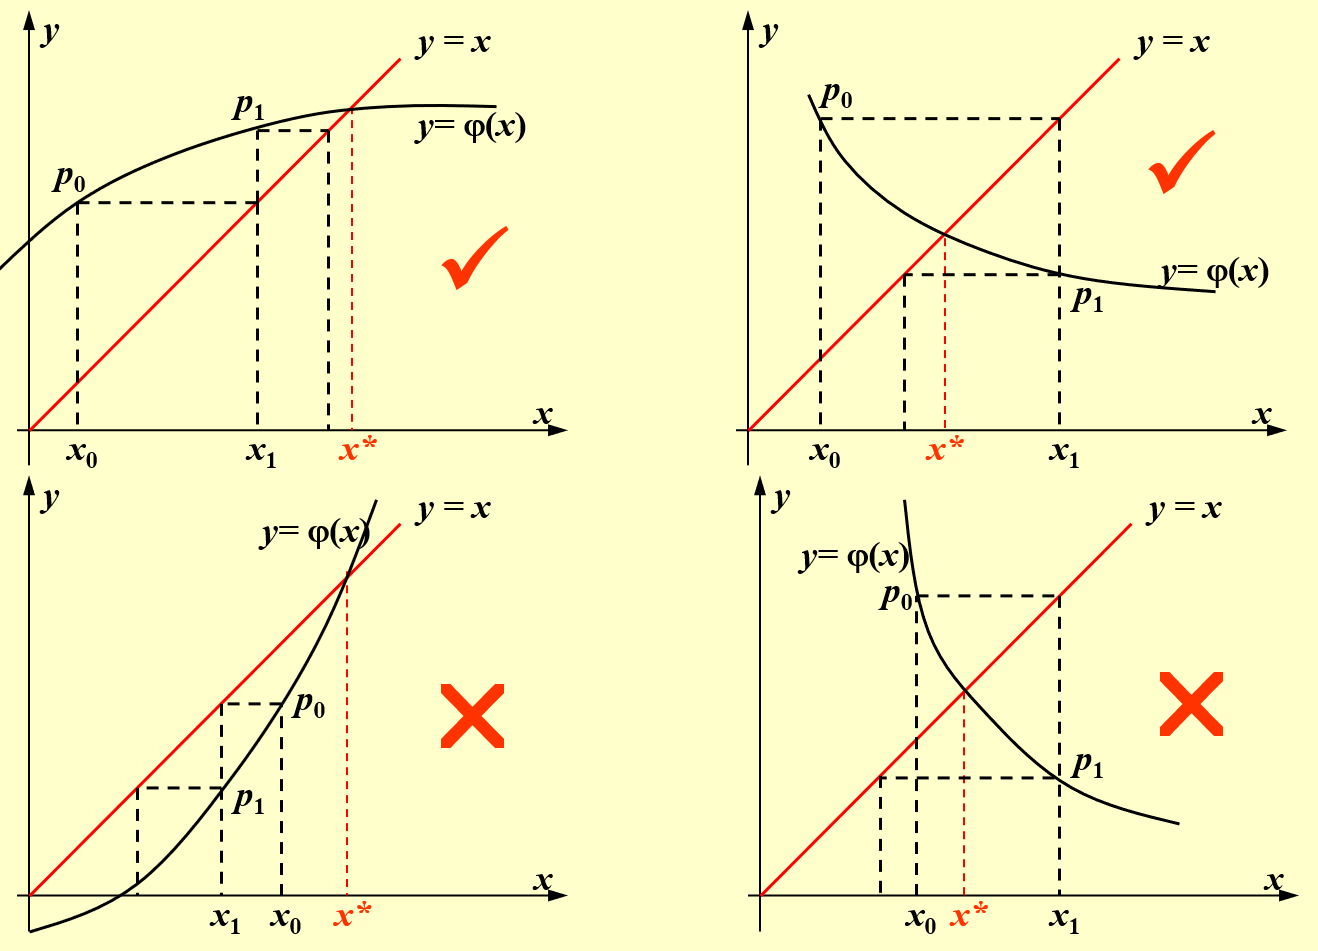 y
y = x
p₁
y= φ(x)
p₀
x
x₀
x₁
x*
y
y = x
p₀
y= φ(x)
p₁
x
x₀
x*
x₁
y
y = x
y= φ(x)
p₀
p₁
x
x₁
x₀
x*
y
y = x
y= φ(x)
p₀
p₁
x
x₀
x*
x₁